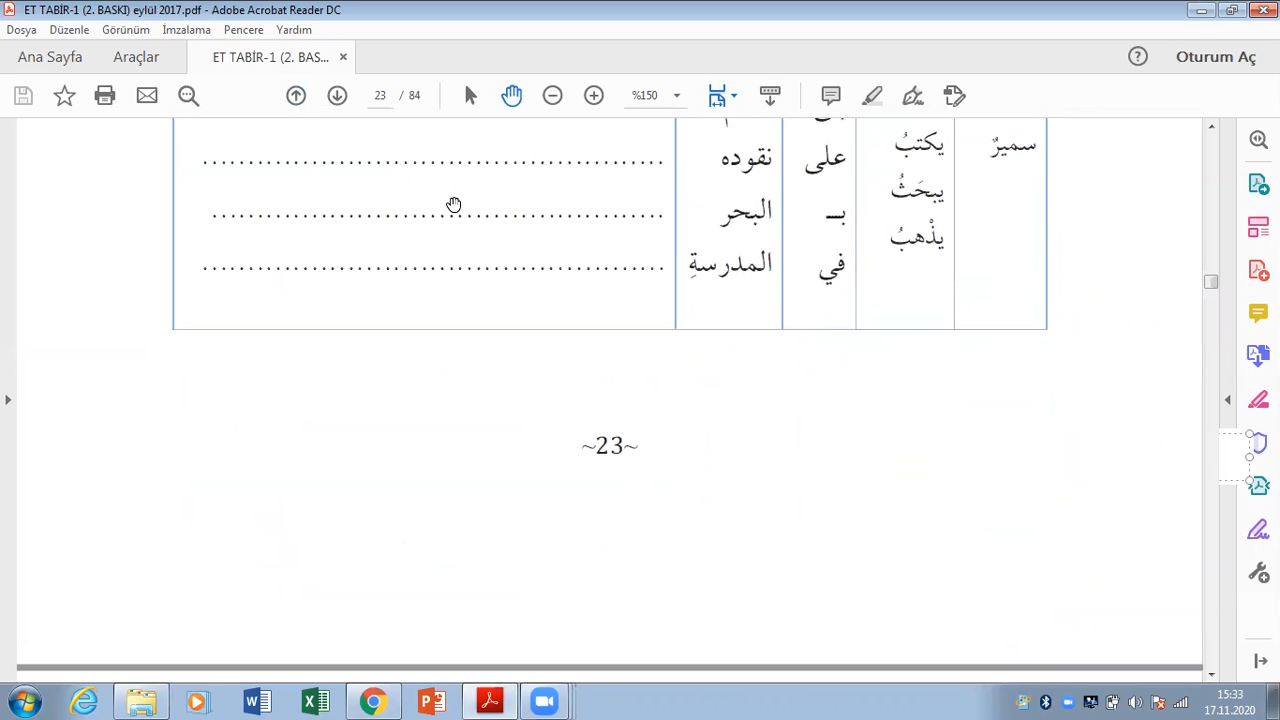 ET TABİR-1 (2. BASKI) eylül 2017.pdf - Adobe Acrobat Reader DC
Dosya Düzenle Görünüm İmzalama Pencere Yardım
Ana Sayfa Araçlar ET TABİR-1 (2. BAS... × ? Oturum Aç
23 / 84 %150
سميرٌ يكتبُ على نقوده ....................................................
يبحَثُ بـ البحر ...................................................
يذْهبُ في المدرسةِ ....................................................
~23~
15:33
17.11.2020